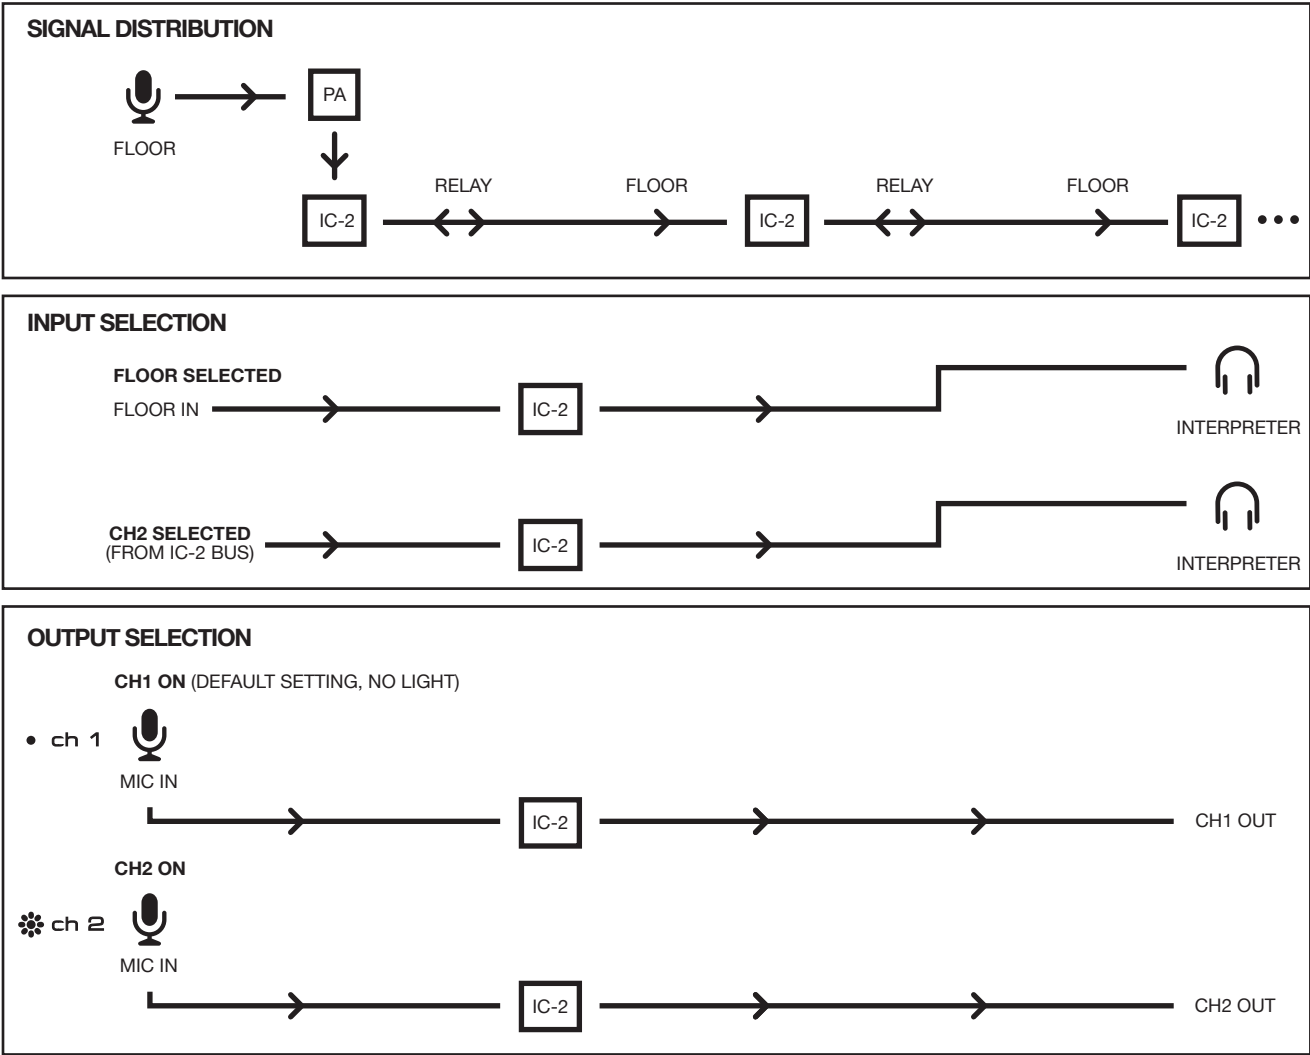 SIGNAL DISTRIBUTION
PA
FLOOR
RELAY FLOOR RELAY FLOOR
IC-2 IC-2 IC-2
INPUT SELECTION
FLOOR SELECTED
FLOOR IN IC-2
INTERPRETER
CH2 SELECTED
(FROM IC-2 BUS) IC-2
INTERPRETER
OUTPUT SELECTION
CH1 ON (DEFAULT SETTING, NO LIGHT)
ch 1
MIC IN
IC-2 CH1 OUT
CH2 ON
ch 2
MIC IN
IC-2 CH2 OUT